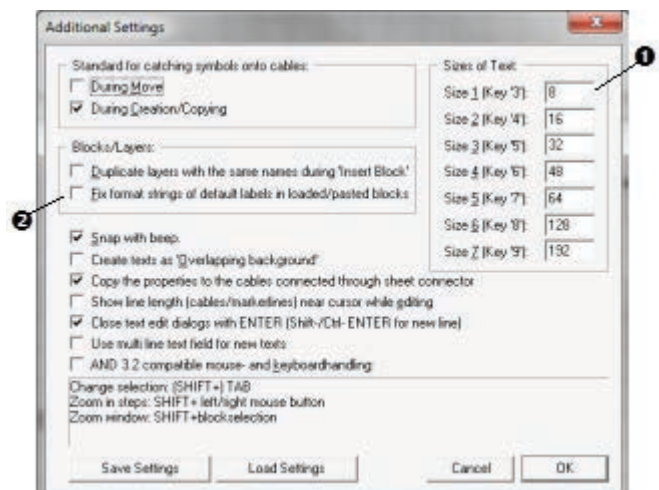 Additional Settings
Standard for catching symbols onto cables:
During Move
During Creation/Copying
Blocks/Layers:
Duplicate layers with the same names during 'Insert Block'
Fix format strings of default labels in loaded/pasted blocks
Snap with beep.
Create texts as 'Overlapping background'
Copy the properties to the cables connected through sheet connector
Show line length (cables/markerlines) near cursor while editing
Close text edit dialogs with ENTER (Shift-/Ctrl- ENTER for new line)
Use multi line text field for new texts
AND 3.2 compatible mouse- and keyboardhandling
Sizes of Text
Size 1 (Key '3'): 8
Size 2 (Key '4'): 16
Size 3 (Key '5'): 32
Size 4 (Key '6'): 48
Size 5 (Key '7'): 64
Size 6 (Key '8'): 128
Size 7 (Key '9'): 192
1
2
Change selection: (SHIFT+) TAB
Zoom in steps: SHIFT+ left/right mouse button
Zoom window: SHIFT+blockselection
Save Settings
Load Settings
Cancel
OK